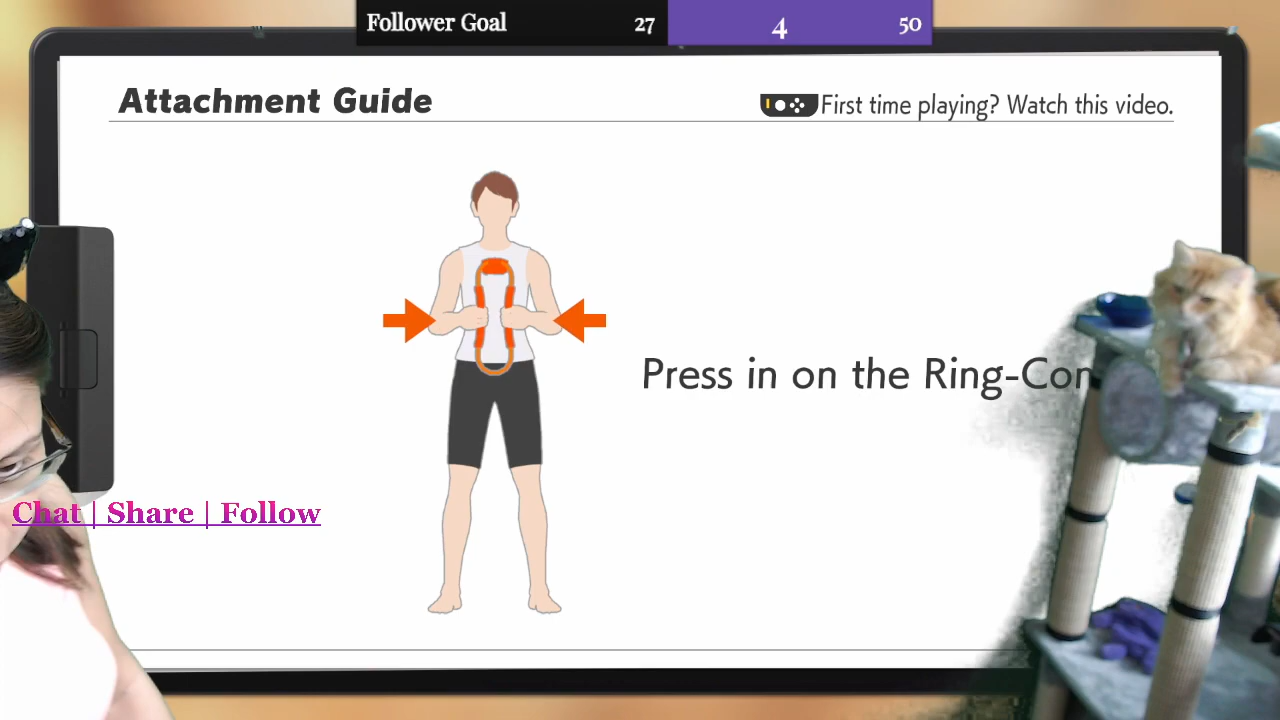 Follower Goal 27 4 50
Attachment Guide
First time playing? Watch this video.
Press in on the Ring-Con
Chat | Share | Follow